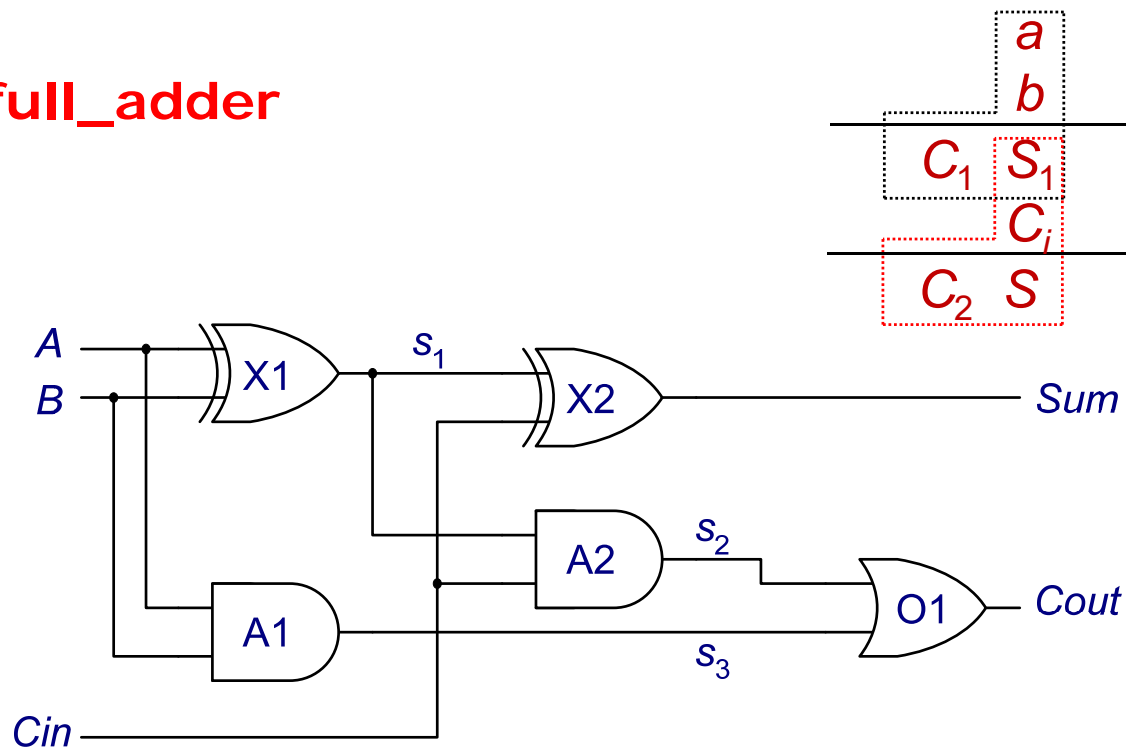 full_adder
a
b
C1 S1
Ci
C2 S
A
B
X1
s1
X2
Sum
A2
s2
A1
O1
Cout
s3
Cin